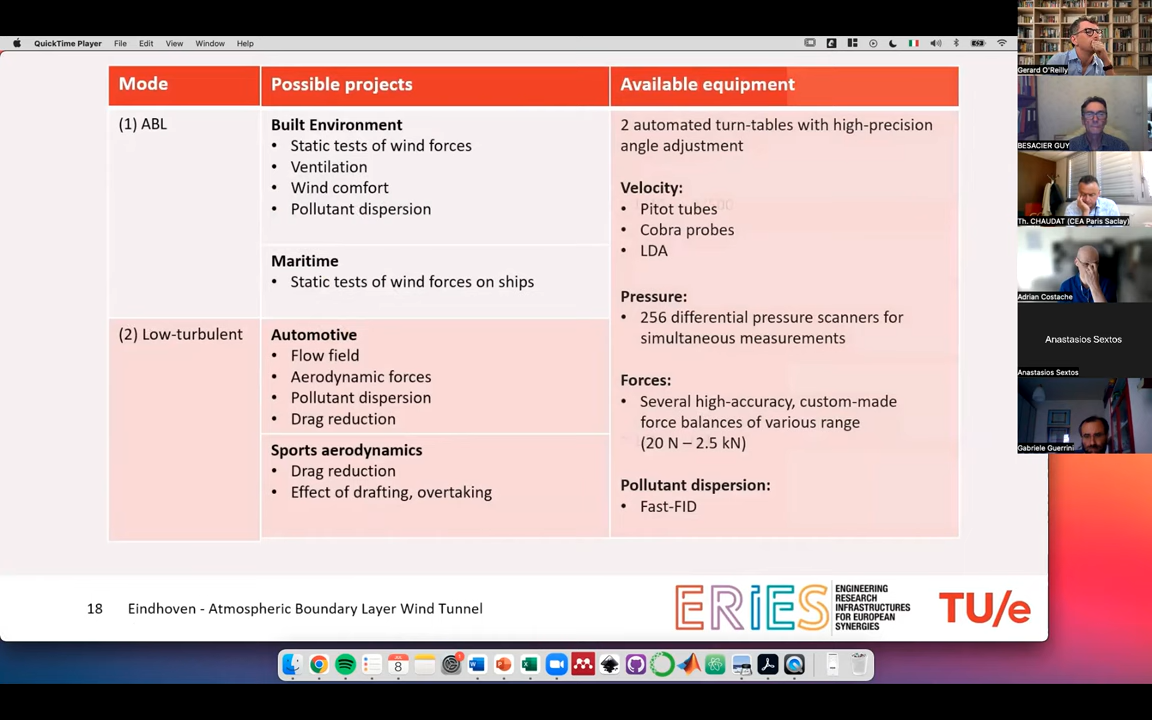 QuickTime Player File Edit View Window Help
Mode
Possible projects
Available equipment
(1) ABL
Built Environment
• Static tests of wind forces
• Ventilation
• Wind comfort
• Pollutant dispersion
Maritime
• Static tests of wind forces on ships
(2) Low-turbulent
Automotive
• Flow field
• Aerodynamic forces
• Pollutant dispersion
• Drag reduction
Sports aerodynamics
• Drag reduction
• Effect of drafting, overtaking
2 automated turn-tables with high-precision
angle adjustment
Velocity:
• Pitot tubes
• Cobra probes
• LDA
Pressure:
• 256 differential pressure scanners for
simultaneous measurements
Forces:
• Several high-accuracy, custom-made
force balances of various range
(20 N – 2.5 kN)
Pollutant dispersion:
• Fast-FID
18 Eindhoven - Atmospheric Boundary Layer Wind Tunnel
ERIES
ENGINEERING
RESEARCH
INFRASTRUCTURES
FOR EUROPEAN
SYNERGIES
TU/e
Gerard O'Reilly
BESACIER GUY
Th. CHAUDAT (CEA Paris Saclay)
Adrian Costache
Anastasios Sextos
Anastasios Sextos
Gabriele Guerrini
8